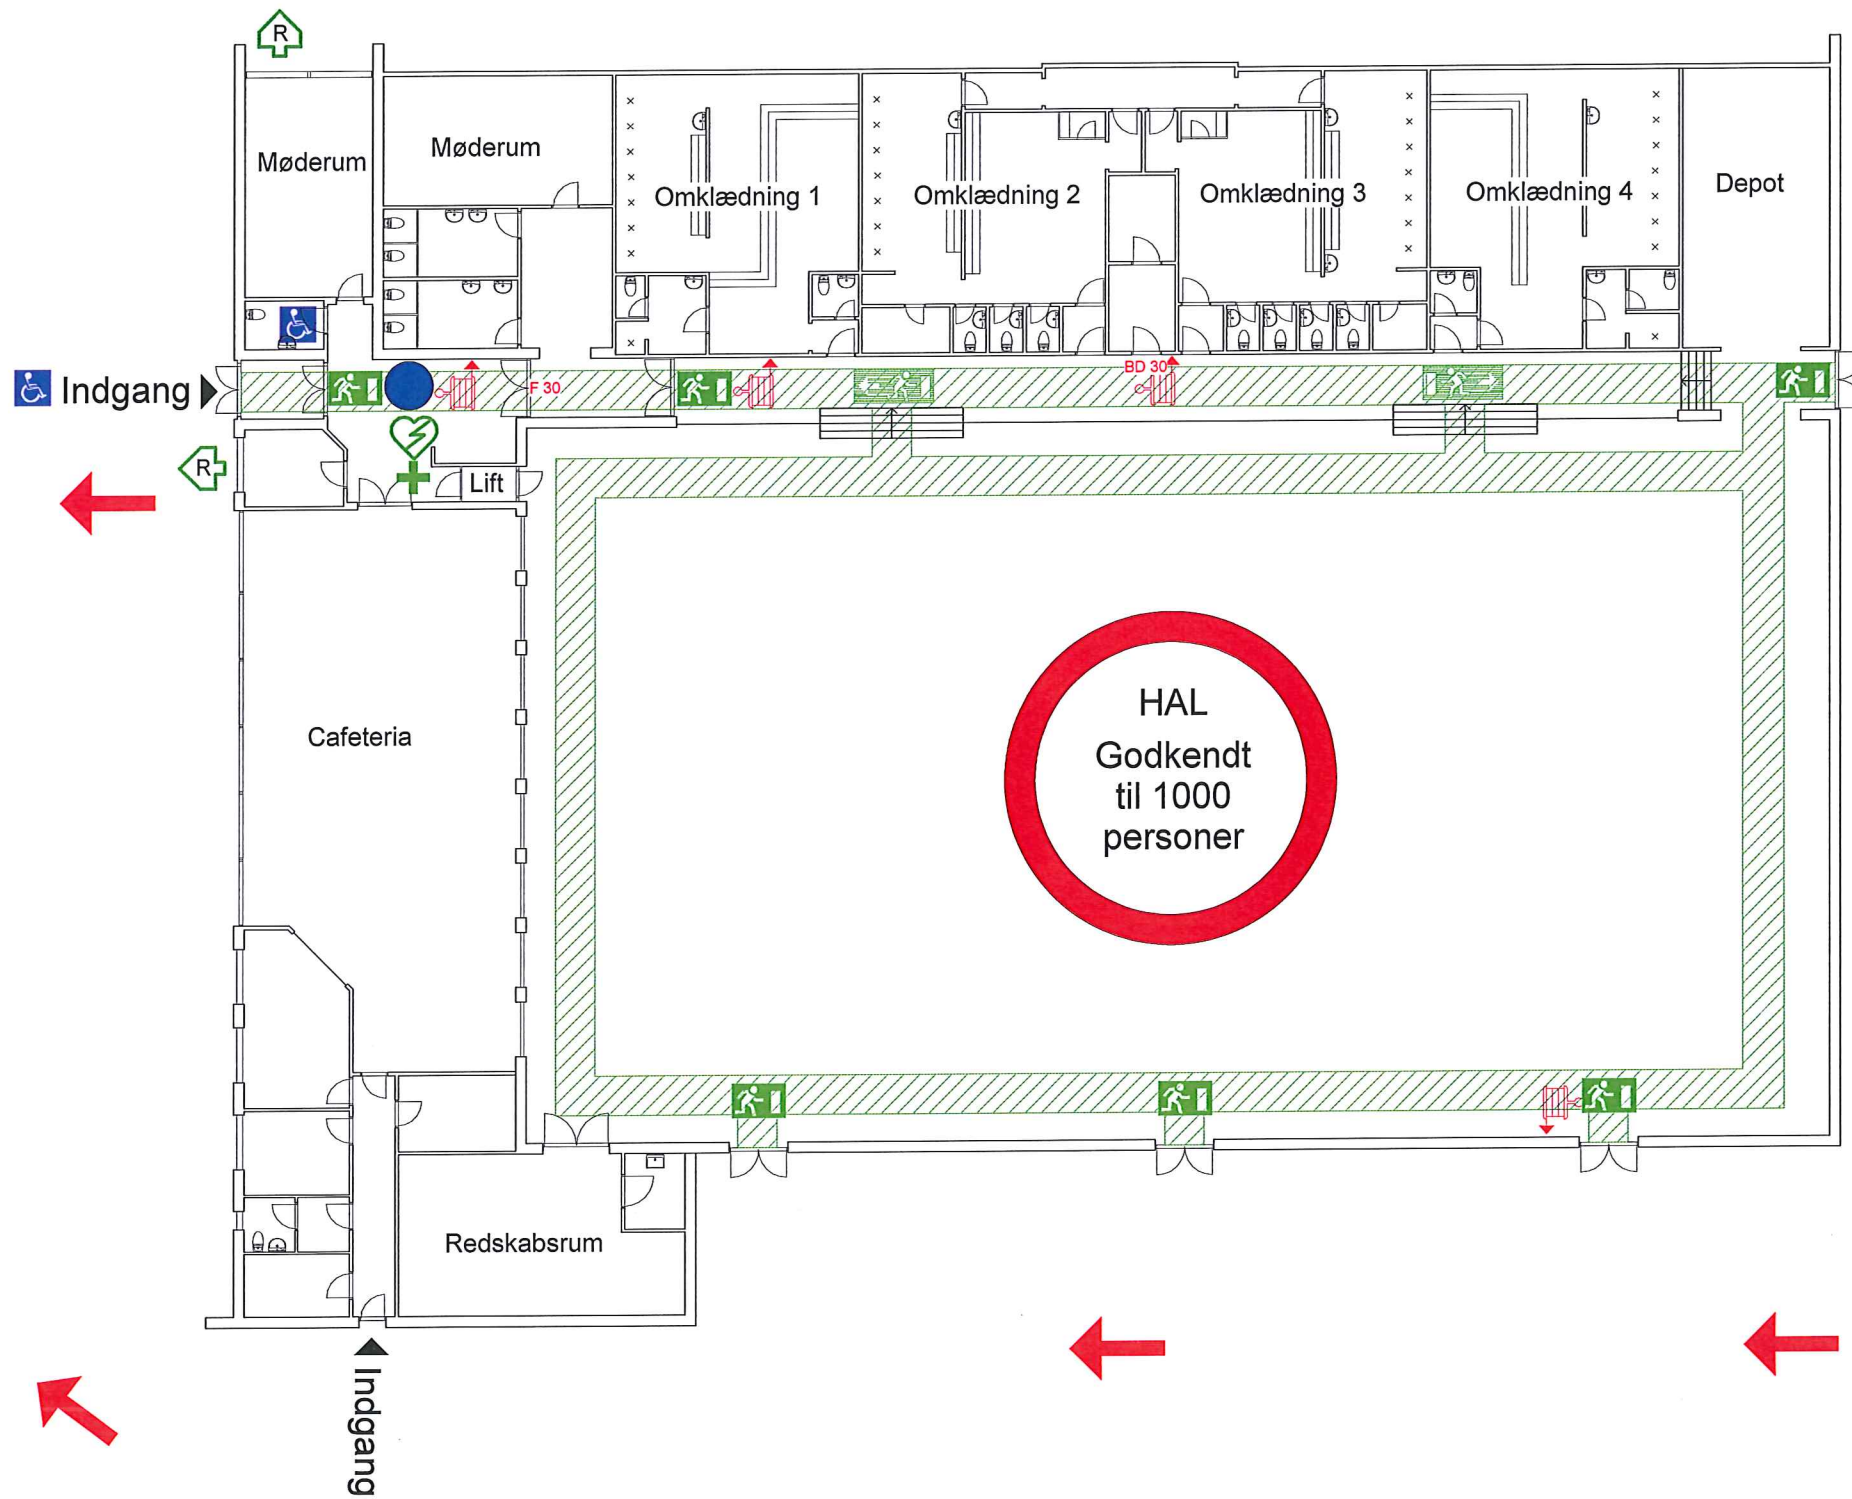 R
Møderum
Møderum
Omklædning 1
Omklædning 2
Omklædning 3
Omklædning 4
Depot
Indgang
F 30
BD 30
R
Lift
Cafeteria
HAL
Godkendt
til 1000
personer
Redskabsrum
Indgang